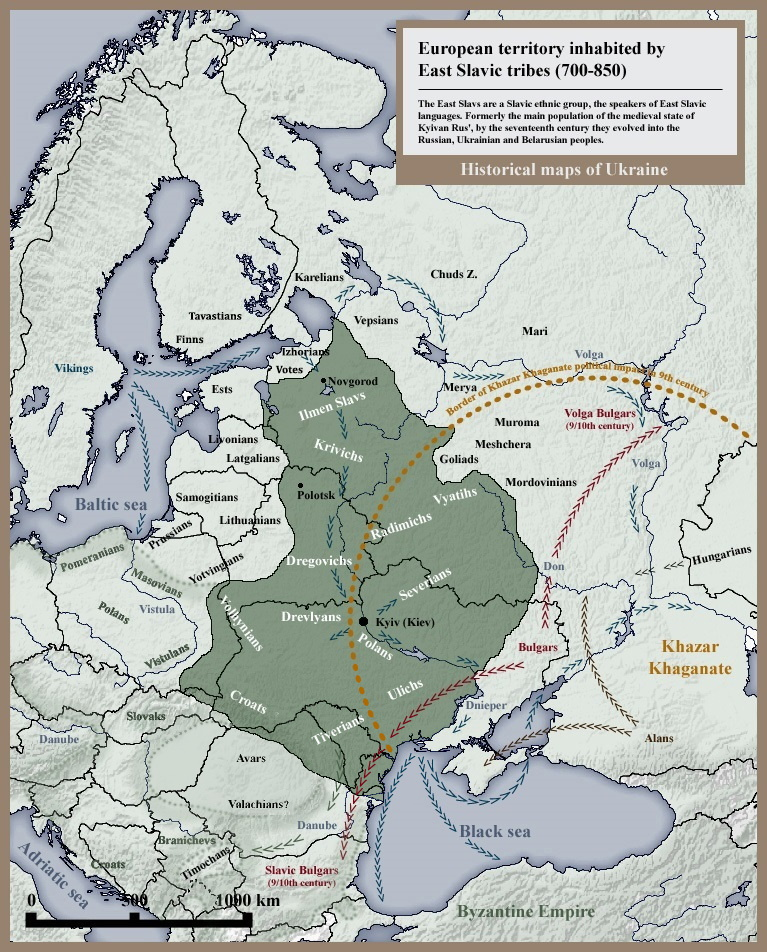 European territory inhabited by
East Slavic tribes (700-850)
The East Slavs are a Slavic ethnic group, the speakers of East Slavic
languages. Formerly the main population of the medieval state of
Kyivan Rus', by the seventeenth century they evolved into the
Russian, Ukrainian and Belarusian peoples.
Historical maps of Ukraine
Karelians
Chuds Z.
Tavastians
Vepsians
Mari
Finns
Izhorians
Volga
Votes
Vikings
Border of Khazar Khaganate political impact in 9th century
Novgorod
Merya
Ests
Ilmen Slavs
Volga Bulgars
(9/10th century)
Muroma
Livonians
Krivichs
Meshchera
Latgalians
Goliads
Volga
Mordovinians
Samogitians
Polotsk
Vyatihs
Baltic sea
Lithuanians
Radimichs
Prussians
Pomeranians
Hungarians
Dregovichs
Yotvingians
Don
Masovians
Severians
Polans
Vistula
Volhynians
Drevlyans
Kyiv (Kiev)
Polans
Bulgars
Khazar
Khaganate
Vistulans
Ulichs
Croats
Dnieper
Slovaks
Tiverians
Danube
Alans
Avars
Valachians?
Danube
Black sea
Branichevs
Timochans
Croats
Adriatic sea
Slavic Bulgars
(9/10th century)
0 500 1000 km
Byzantine Empire